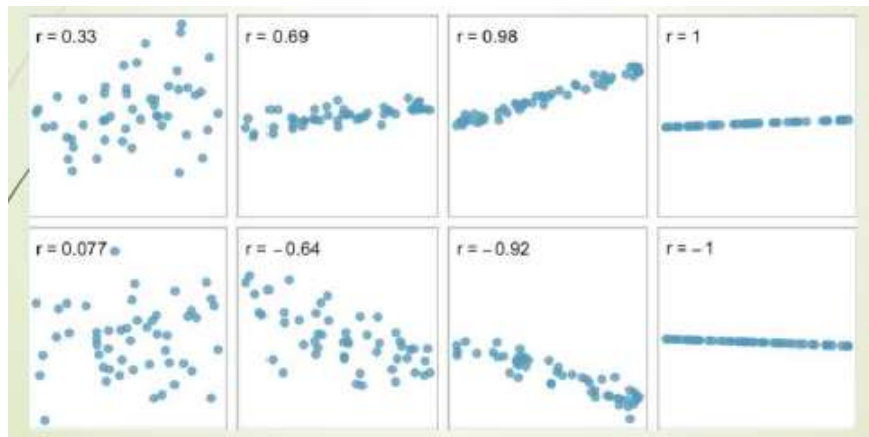 r = 0.33
r = 0.69
r = 0.98
r = 1
r = 0.077
r = −0.64
r = −0.92
r = −1